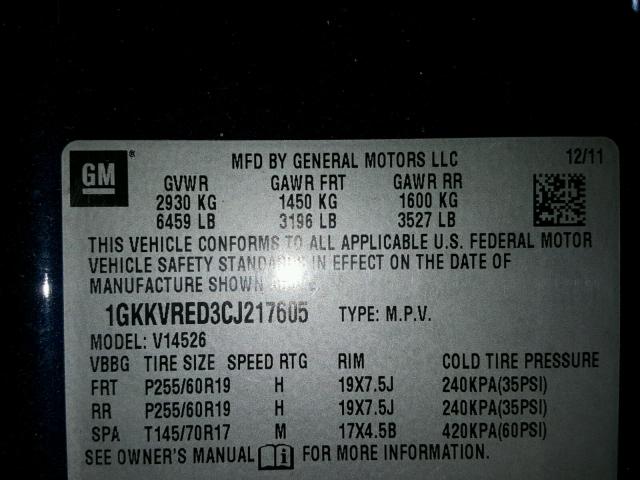 GM® MFD BY GENERAL MOTORS LLC 12/11
GVWR GAWR FRT GAWR RR
2930 KG 1450 KG 1600 KG
6459 LB 3196 LB 3527 LB
THIS VEHICLE CONFORMS TO ALL APPLICABLE U.S. FEDERAL MOTOR
VEHICLE SAFETY STANDARDS IN EFFECT ON THE DATE OF
MANUFACTURE SHOWN
1GKKVRED3CJ217605 TYPE: M.P.V.
MODEL: V14526
VBBG TIRE SIZE SPEED RTG RIM COLD TIRE PRESSURE
FRT P255/60R19 H 19X7.5J 240KPA(35PSI)
RR P255/60R19 H 19X7.5J 240KPA(35PSI)
SPA T145/70R17 M 17X4.5B 420KPA(60PSI)
SEE OWNER'S MANUAL i FOR MORE INFORMATION.